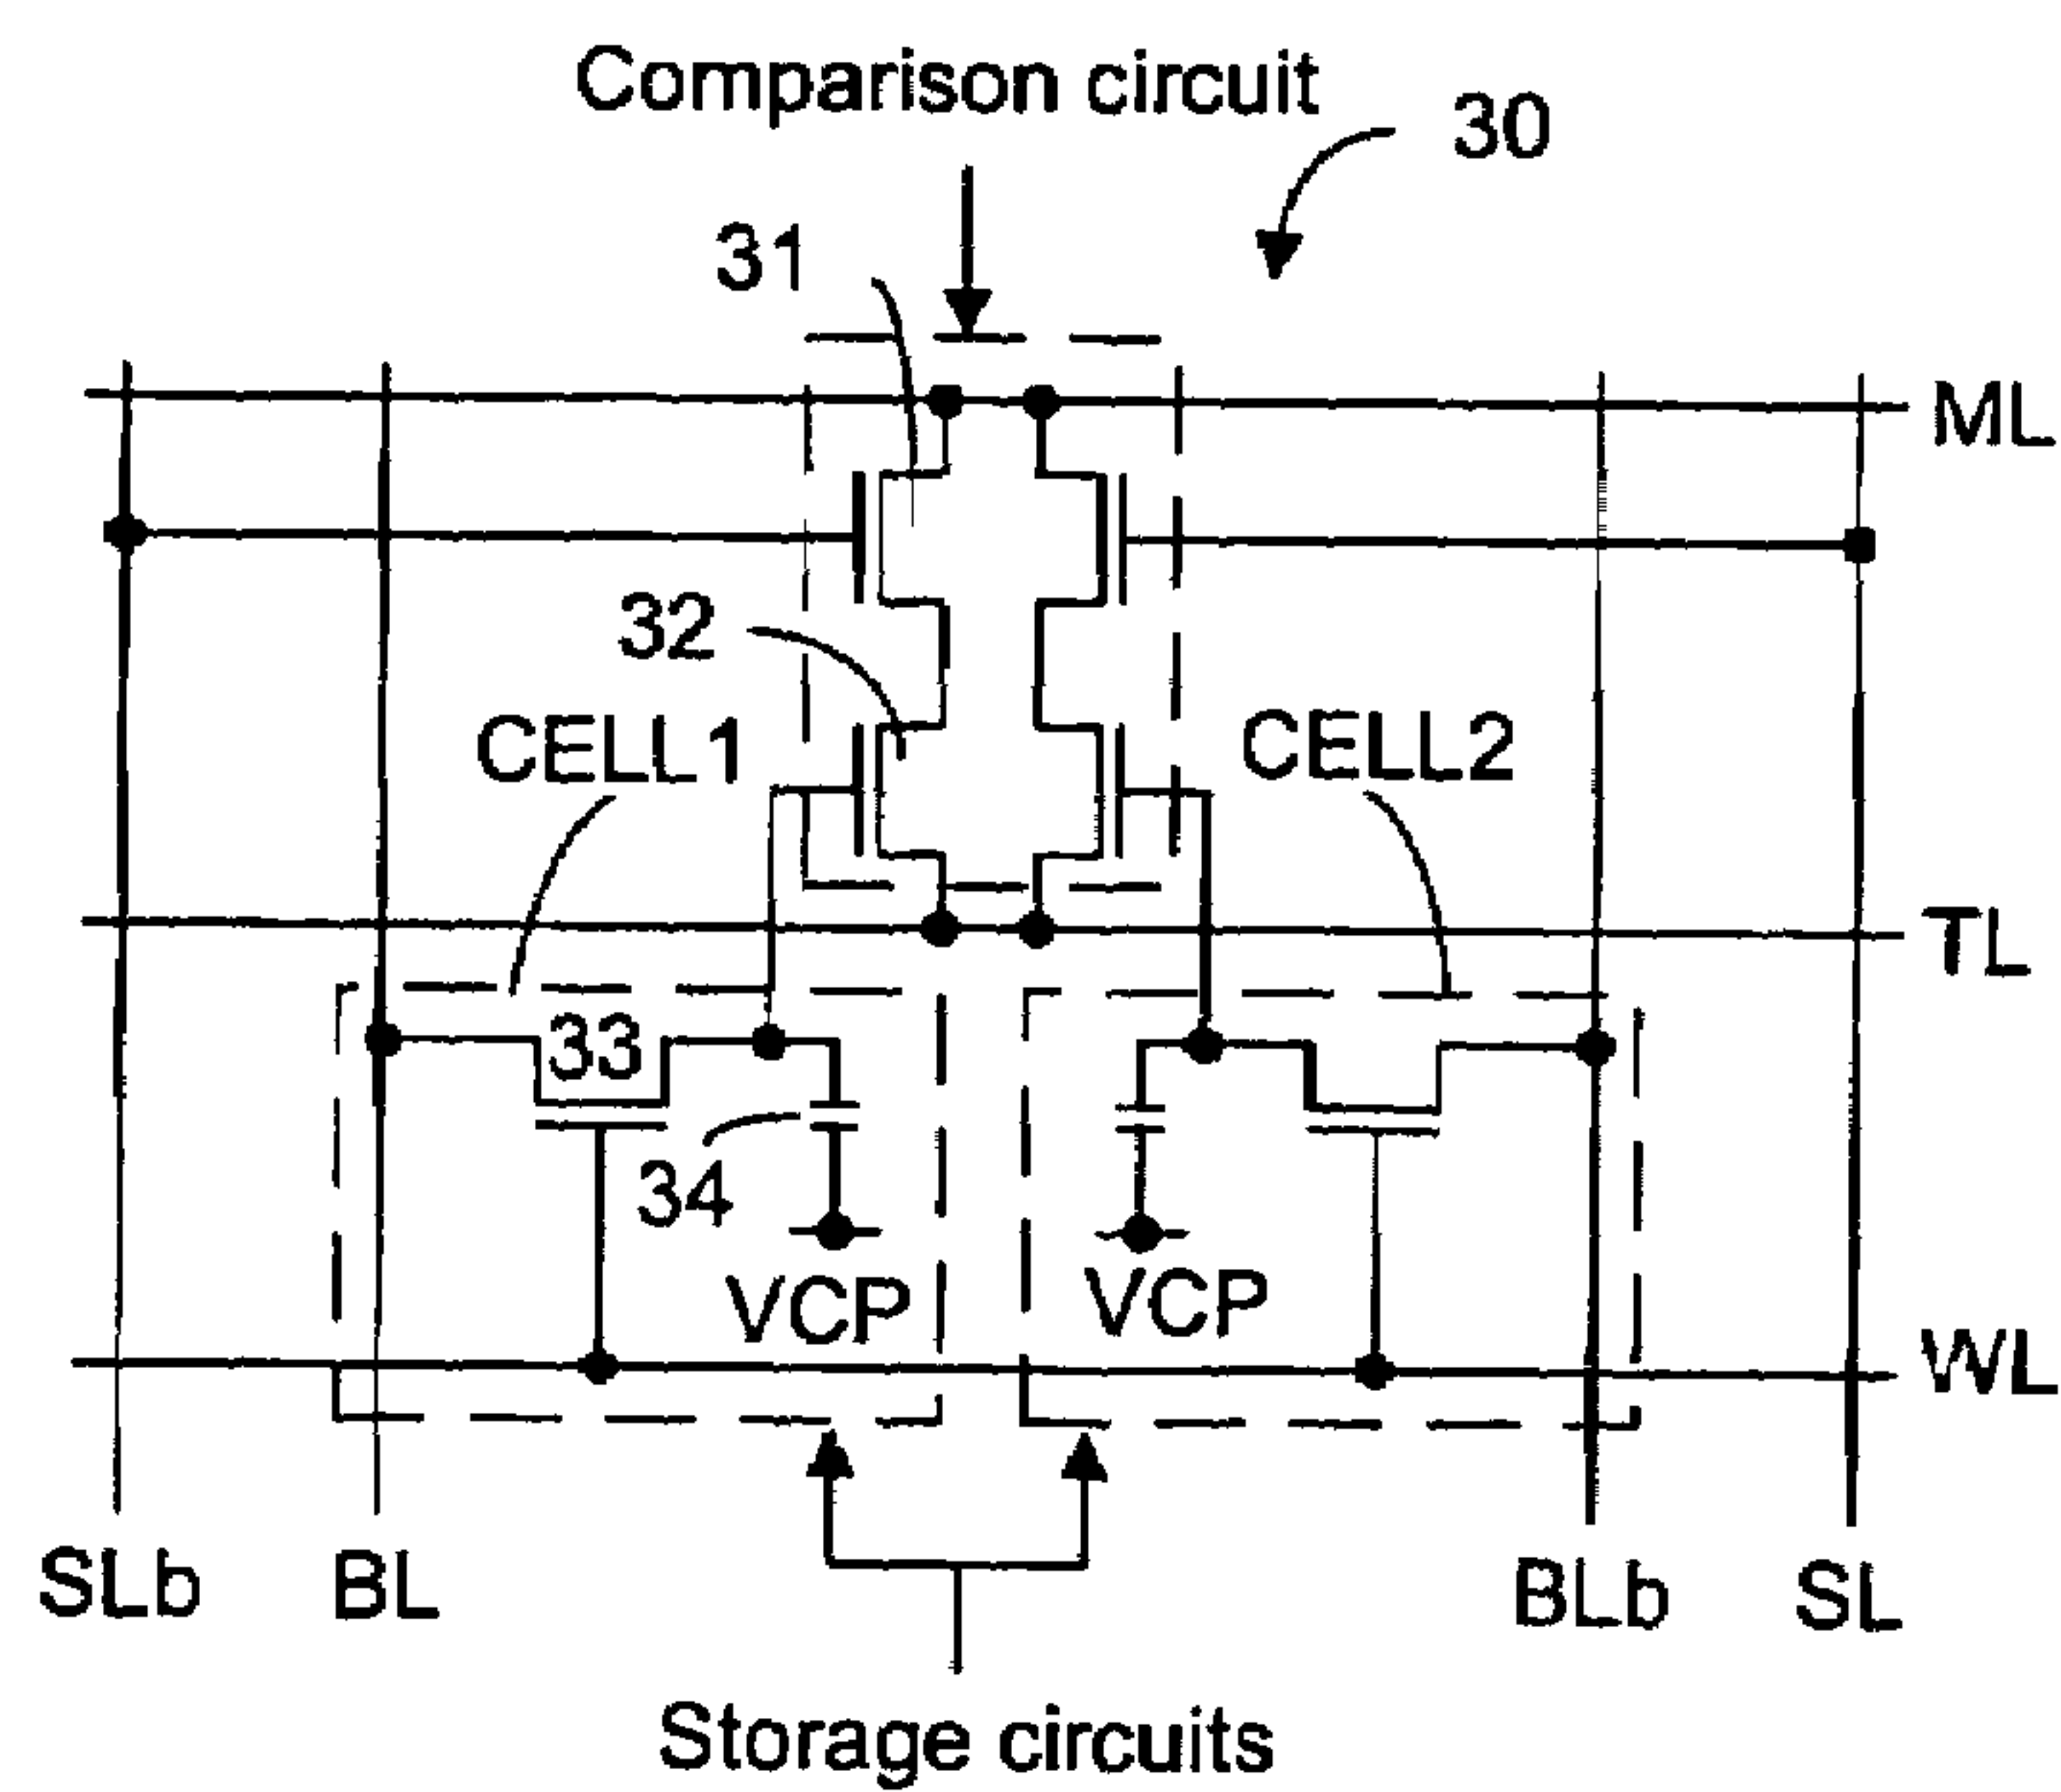 Comparison circuit
30
31
ML
32
CELL1
CELL2
TL
33
34
VCP
VCP
WL
SLb
BL
BLb
SL
Storage circuits